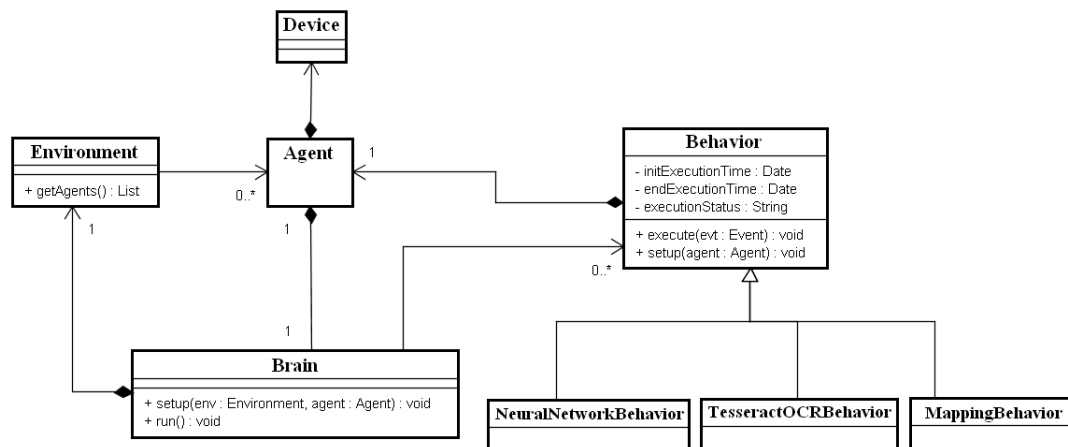 Device
Environment
+ getAgents() : List
Agent
Behavior
- initExecutionTime : Date
- endExecutionTime : Date
- executionStatus : String
+ execute(evt : Event) : void
+ setup(agent : Agent) : void
1
0..*
1
1
0..*
1
Brain
+ setup(env : Environment, agent : Agent) : void
+ run() : void
NeuralNetworkBehavior
TesseractOCRBehavior
MappingBehavior